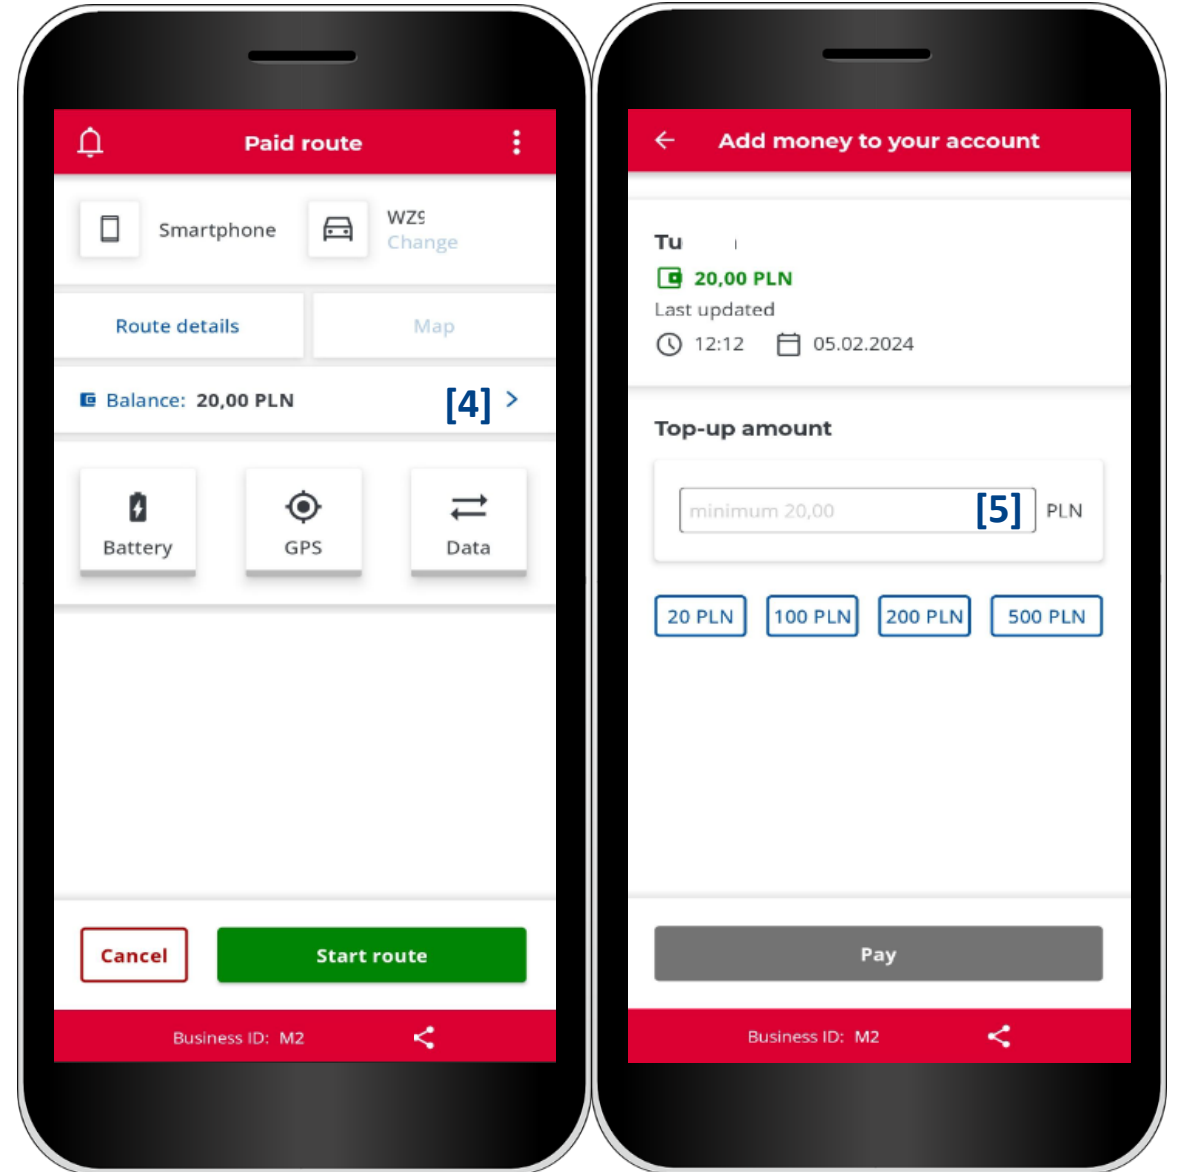 Paid route
Smartphone
WZ9
Change
Route details
Map
Balance: 20,00 PLN
[4]
Battery
GPS
Data
Cancel
Start route
Business ID: M2
Add money to your account
Tu
20,00 PLN
Last updated
12:12 05.02.2024
Top-up amount
minimum 20,00
[5]
PLN
20 PLN
100 PLN
200 PLN
500 PLN
Pay
Business ID: M2